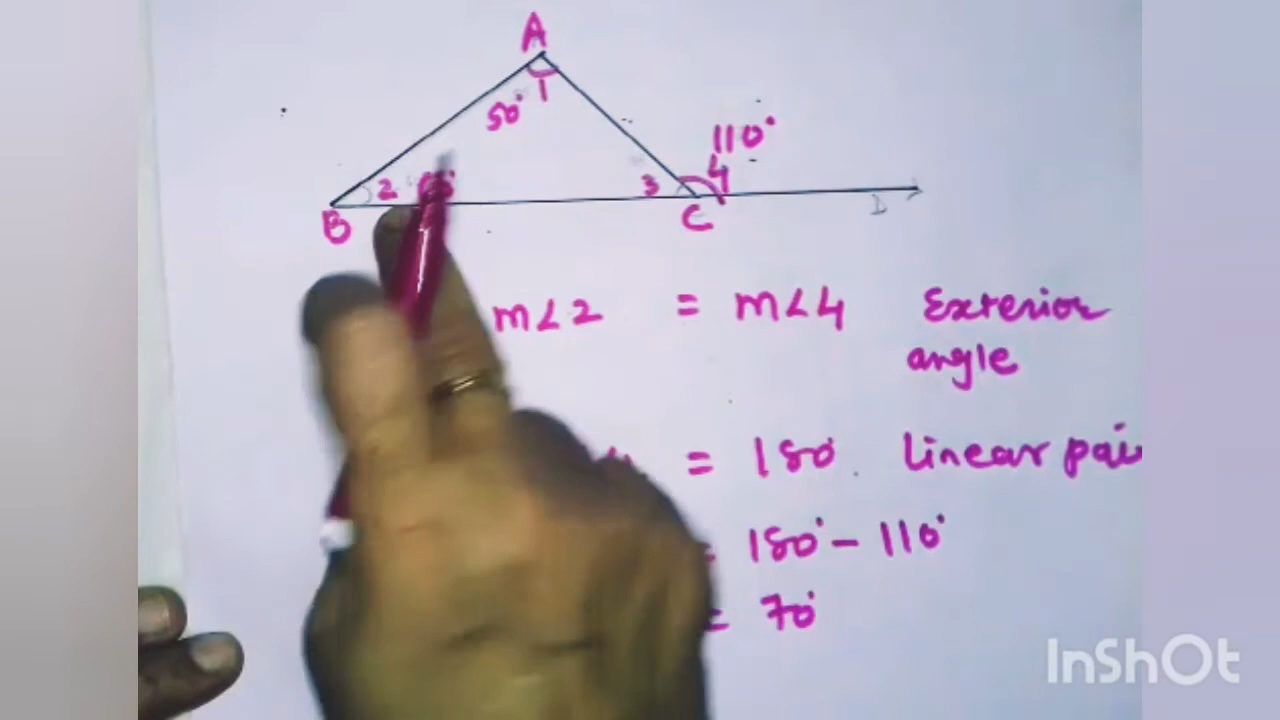 A
50° 1
110°
2
3
4
B
C
D
m∠2 = m∠4 Exterior
angle
= 180 Linear pair
= 180° - 110°
= 70°
InShOt